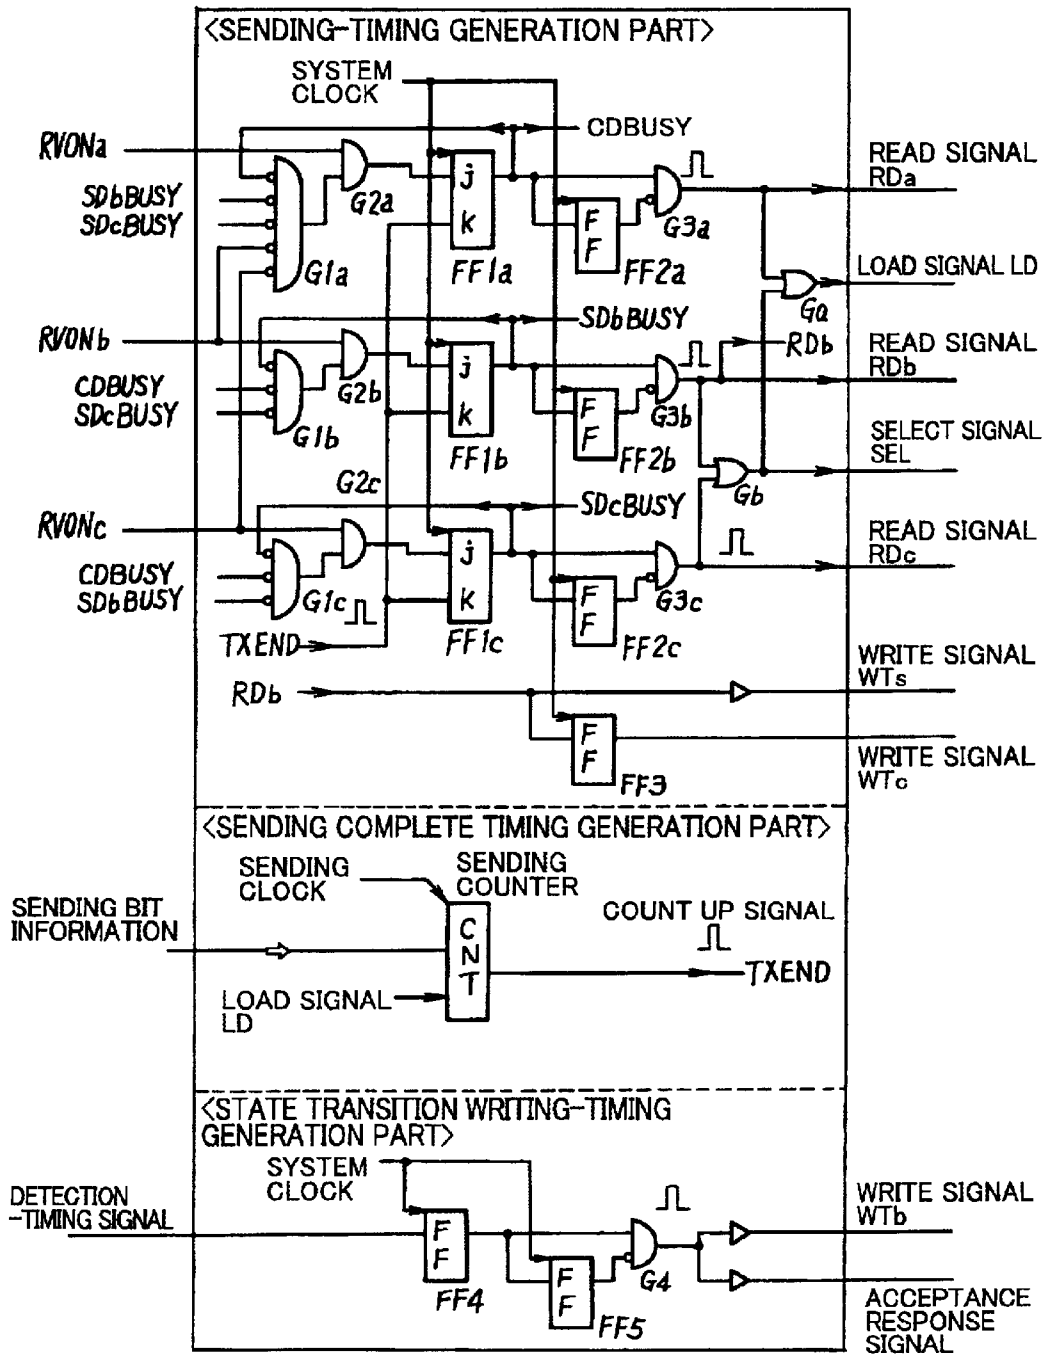 <SENDING-TIMING GENERATION PART>
SYSTEM
CLOCK
CDBUSY
RVONa
j
k
FF1a
G2a
SDbBUSY
SDcBUSY
G1a
F
F
FF2a
G3a
READ SIGNAL
RDa
LOAD SIGNAL LD
Ga
SDbBUSY
RVONb
j
k
FF1b
G2b
CDBUSY
SDcBUSY
G1b
F
F
FF2b
G3b
RDb
READ SIGNAL
RDb
SELECT SIGNAL
SEL
Gb
G2c
SDcBUSY
RVONc
j
k
FF1c
CDBUSY
SDbBUSY
G1c
F
F
FF2c
G3c
READ SIGNAL
RDc
TXEND
RDb
WRITE SIGNAL
WTs
F
F
FF3
WRITE SIGNAL
WTc
<SENDING COMPLETE TIMING GENERATION PART>
SENDING
CLOCK
SENDING
COUNTER
SENDING BIT
INFORMATION
C
N
T
COUNT UP SIGNAL
TXEND
LOAD SIGNAL
LD
<STATE TRANSITION WRITING-TIMING
GENERATION PART>
SYSTEM
CLOCK
DETECTION
-TIMING SIGNAL
F
F
FF4
F
F
FF5
G4
WRITE SIGNAL
WTb
ACCEPTANCE
RESPONSE
SIGNAL